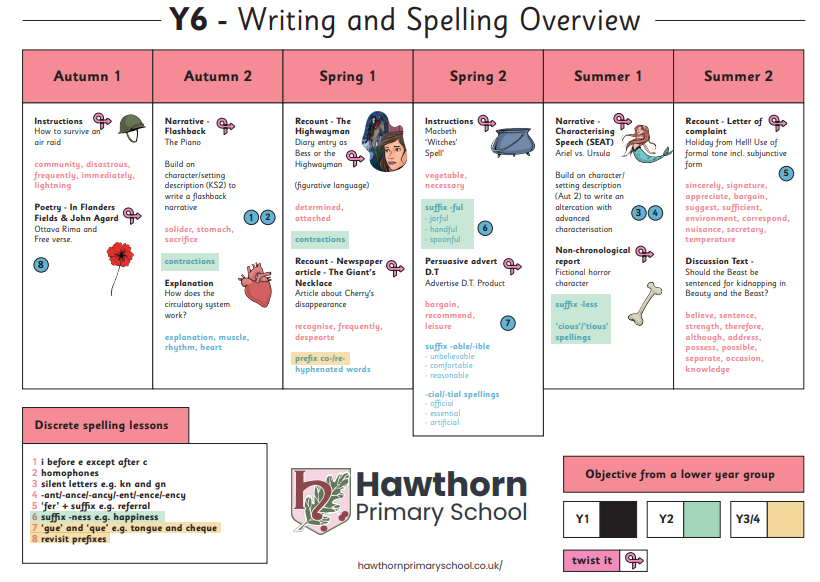 Y6 - Writing and Spelling Overview
Autumn 1
Autumn 2
Spring 1
Spring 2
Summer 1
Summer 2
Instructions
How to survive an
air raid
community, disastrous,
frequently, immediately,
lightning
Poetry - In Flanders
Fields & John Agard
Ottava Rima and
Free verse.
8
Narrative -
Flashback
The Piano
Build on
character/setting
description (KS2) to
write a flashback
narrative
1 2
solider, stomach,
sacrifice
contractions
Explanation
How does the
circulatory system
work?
explanation, muscle,
rhythm, heart
Recount - The
Highwayman
Diary entry as
Bess or the
Highwayman
(figurative language)
determined,
attached
contractions
Recount - Newspaper
article - The Giant's
Necklace
Article about Cherry's
disappearance
recognise, frequently,
despearte
prefix co-/re-
hyphenated words
Instructions
Macbeth
'Witches'
Spell'
vegetable,
necessary
suffix -ful
- jarful
- handful
- spoonful
6
Persuasive advert
D.T
Advertise D.T. Product
bargain,
recommend,
leisure
7
suffix -able/-ible
- unbelievable
- comfortable
- reasonable
-cial/-tial spellings
- official
- essential
- artificial
Narrative -
Characterising
Speech (SEAT)
Ariel vs. Ursula
Build on character/
setting description
(Aut 2) to write an
altercation with
advanced
characterisation
3 4
Non-chronological
report
Fictional horror
character
suffix -less
'cious'/'tious'
spellings
Recount - Letter of
complaint
Holiday from Hell! Use of
formal tone incl. subjunctive
form
5
sincerely, signature,
appreciate, bargain,
suggest, sufficient,
environment, correspond,
nuisance, secretary,
temperature
Discussion Text -
Should the Beast be
sentenced for kidnapping in
Beauty and the Beast?
believe, sentence,
strength, therefore,
although, address,
possess, possible,
separate, occasion,
knowledge
Discrete spelling lessons
1 i before e except after c
2 homophones
3 silent letters e.g. kn and gn
4 -ant/-ance/-ancy/-ent/-ence/-ency
5 'fer' + suffix e.g. referral
6 suffix -ness e.g. happiness
7 'gue' and 'que' e.g. tongue and cheque
8 revisit prefixes
h
Hawthorn
Primary School
hawthornprimaryschool.co.uk/
Objective from a lower year group
Y1
Y2
Y3/4
twist it